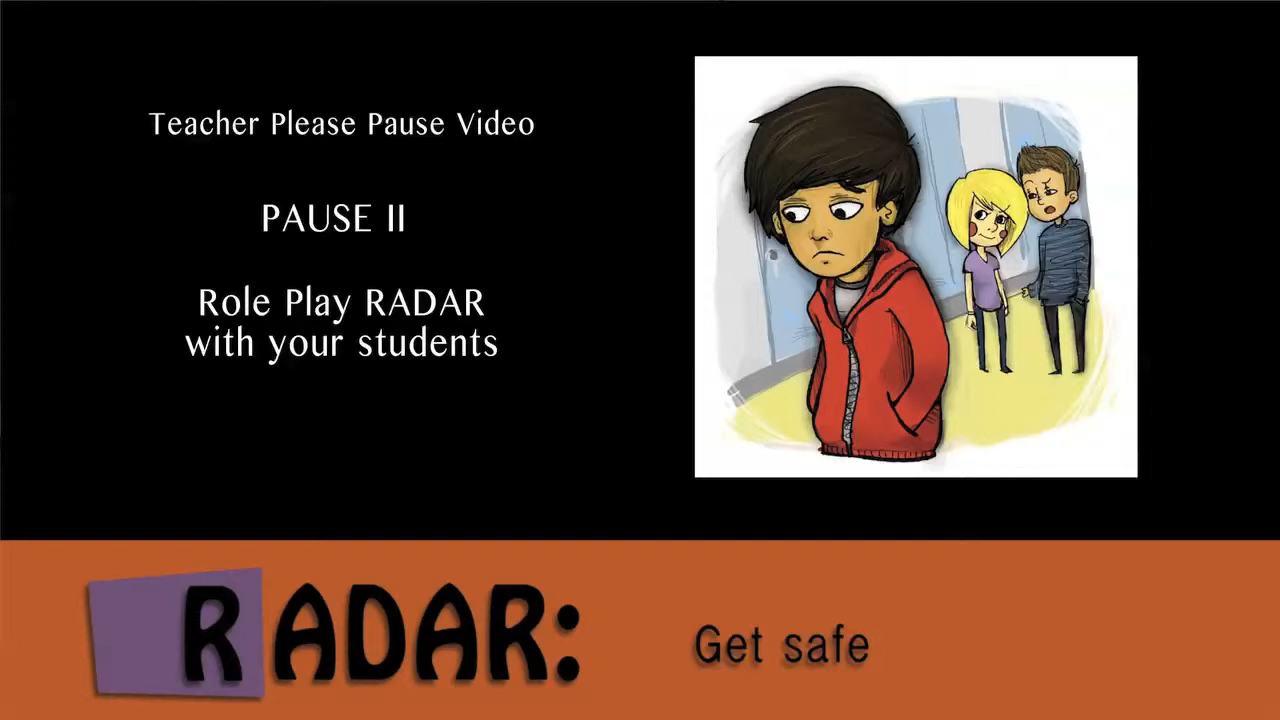 Teacher Please Pause Video
PAUSE II
Role Play RADAR
with your students
RADAR:
Get safe